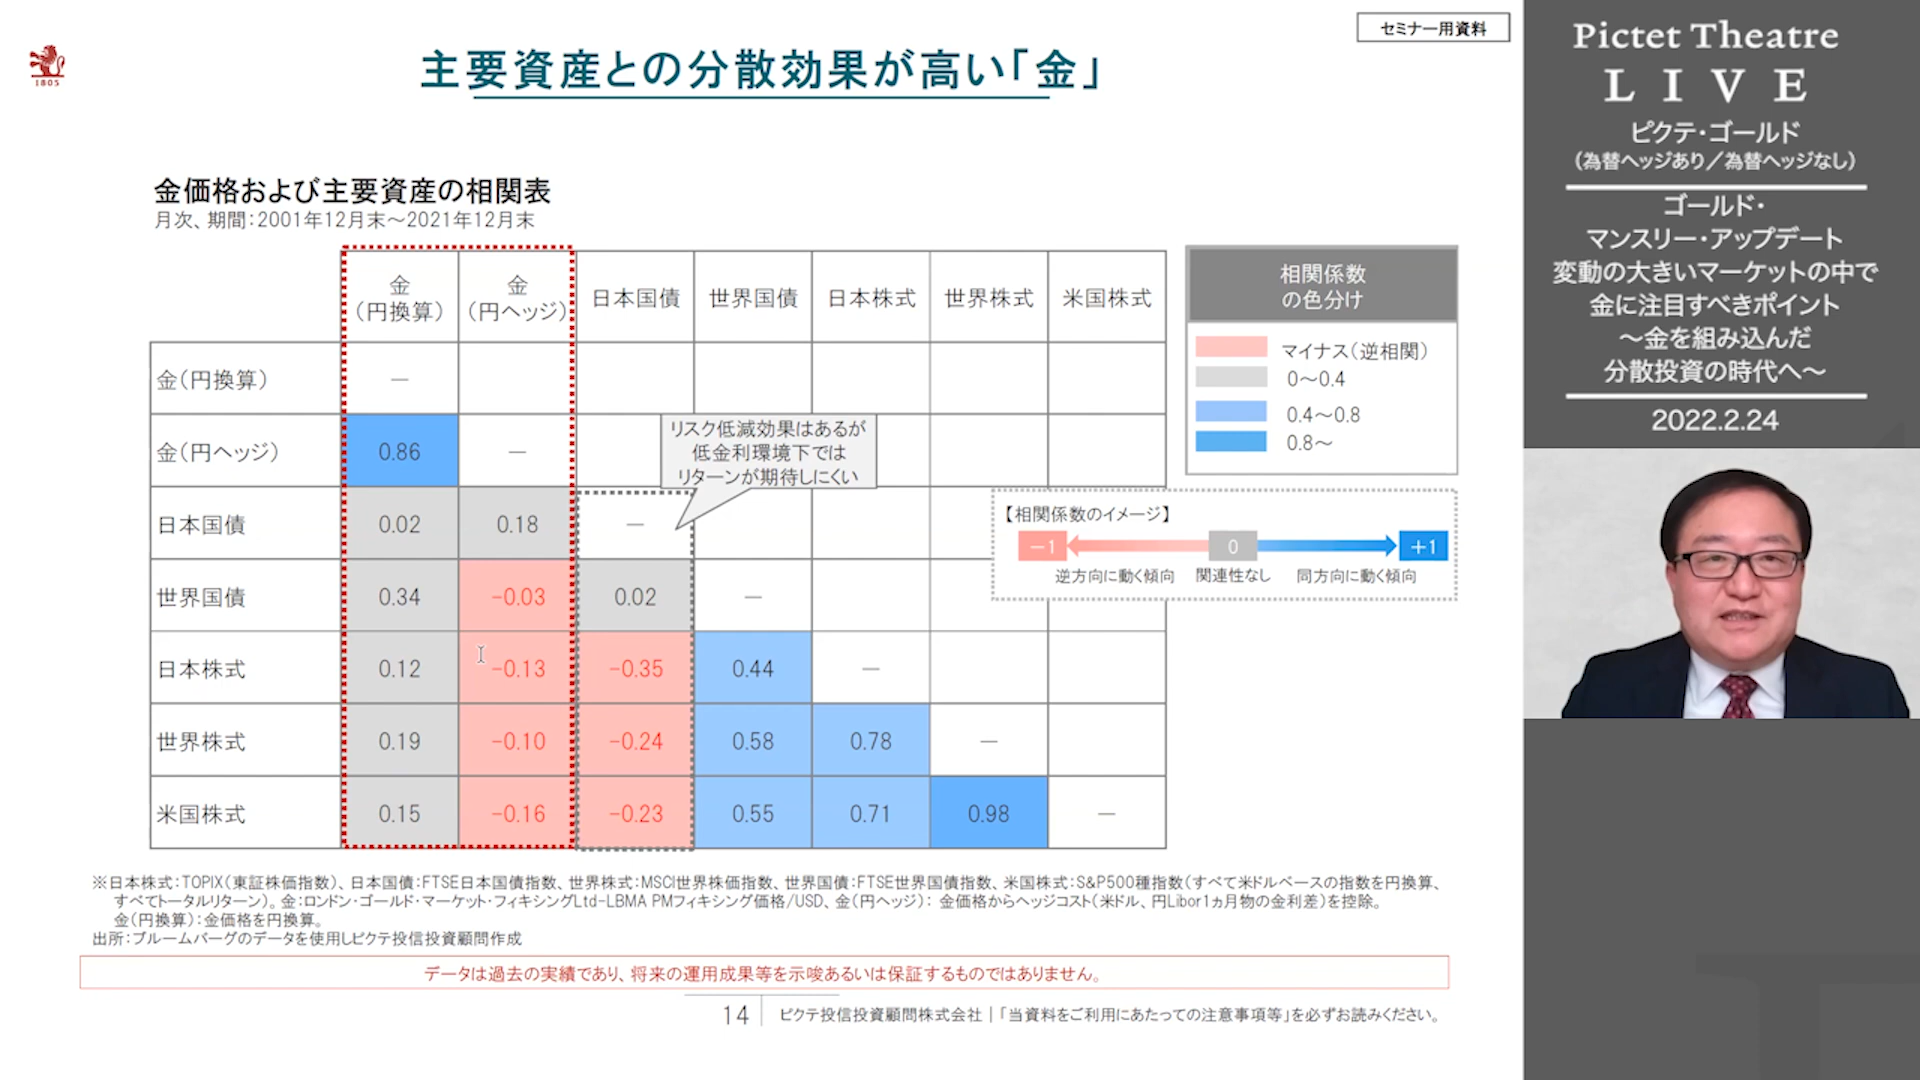 セミナー用資料
1805
主要資産との分散効果が高い「金」
金価格および主要資産の相関表
月次、期間：2001年12月末～2021年12月末
金（円換算） 金（円ヘッジ） 日本国債 世界国債 日本株式 世界株式 米国株式
金（円換算） ―
金（円ヘッジ） 0.86 ―
日本国債 0.02 0.18 ―
世界国債 0.34 -0.03 0.02 ―
日本株式 0.12 -0.13 -0.35 0.44 ―
世界株式 0.19 -0.10 -0.24 0.58 0.78 ―
米国株式 0.15 -0.16 -0.23 0.55 0.71 0.98 ―
リスク低減効果はあるが
低金利環境下では
リターンが期待しにくい
相関係数
の色分け
マイナス（逆相関）
0～0.4
0.4～0.8
0.8～
【相関係数のイメージ】
－1 0 ＋1
逆方向に動く傾向 関連性なし 同方向に動く傾向
※日本株式：TOPIX（東証株価指数）、日本国債：FTSE日本国債指数、世界株式：MSCI世界株価指数、世界国債：FTSE世界国債指数、米国株式：S&P500種指数（すべて米ドルベースの指数を円換算、
すべてトータルリターン）。金：ロンドン・ゴールド・マーケット・フィキシングLtd-LBMA PMフィキシング価格/USD、金（円ヘッジ）：金価格からヘッジコスト（米ドル、円Libor1ヵ月物の金利差）を控除。
金（円換算）：金価格を円換算。
出所：ブルームバーグのデータを使用しピクテ投信投資顧問作成
データは過去の実績であり、将来の運用成果等を示唆あるいは保証するものではありません。
14 ピクテ投信投資顧問株式会社｜「当資料をご利用にあたっての注意事項等」を必ずお読みください。
Pictet Theatre
LIVE
ピクテ・ゴールド
（為替ヘッジあり／為替ヘッジなし）
ゴールド・
マンスリー・アップデート
変動の大きいマーケットの中で
金に注目すべきポイント
～金を組み込んだ
分散投資の時代へ～
2022.2.24